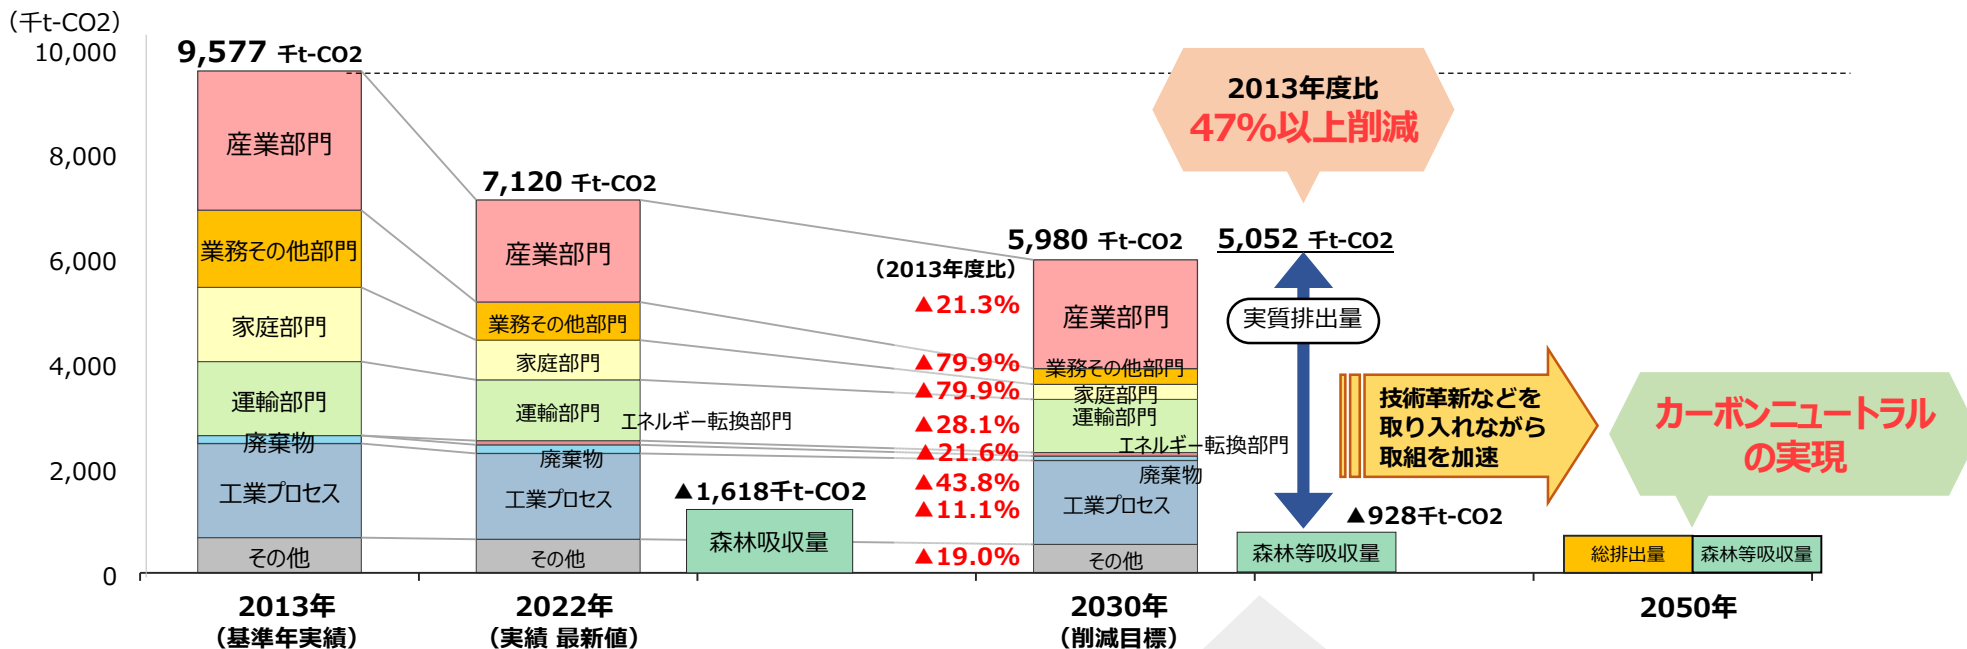 （千t-CO2）
10,000
8,000
6,000
4,000
2,000
0
9,577 千t-CO2
産業部門
業務その他部門
家庭部門
運輸部門
廃棄物
工業プロセス
その他
2013年
（基準年実績）
7,120 千t-CO2
産業部門
業務その他部門
家庭部門
運輸部門
エネルギー転換部門
廃棄物
工業プロセス
その他
2022年
（実績 最新値）
▲1,618千t-CO2
森林吸収量
（2013年度比）
▲21.3%
▲79.9%
▲79.9%
▲28.1%
▲21.6%
▲43.8%
▲11.1%
▲19.0%
5,980 千t-CO2
産業部門
業務その他部門
家庭部門
運輸部門
エネルギー転換部門
廃棄物
工業プロセス
その他
2030年
（削減目標）
2013年度比
47%以上削減
5,052 千t-CO2
実質排出量
▲928千t-CO2
森林等吸収量
技術革新などを
取り入れながら
取組を加速
カーボンニュートラル
の実現
総排出量
森林等吸収量
2050年